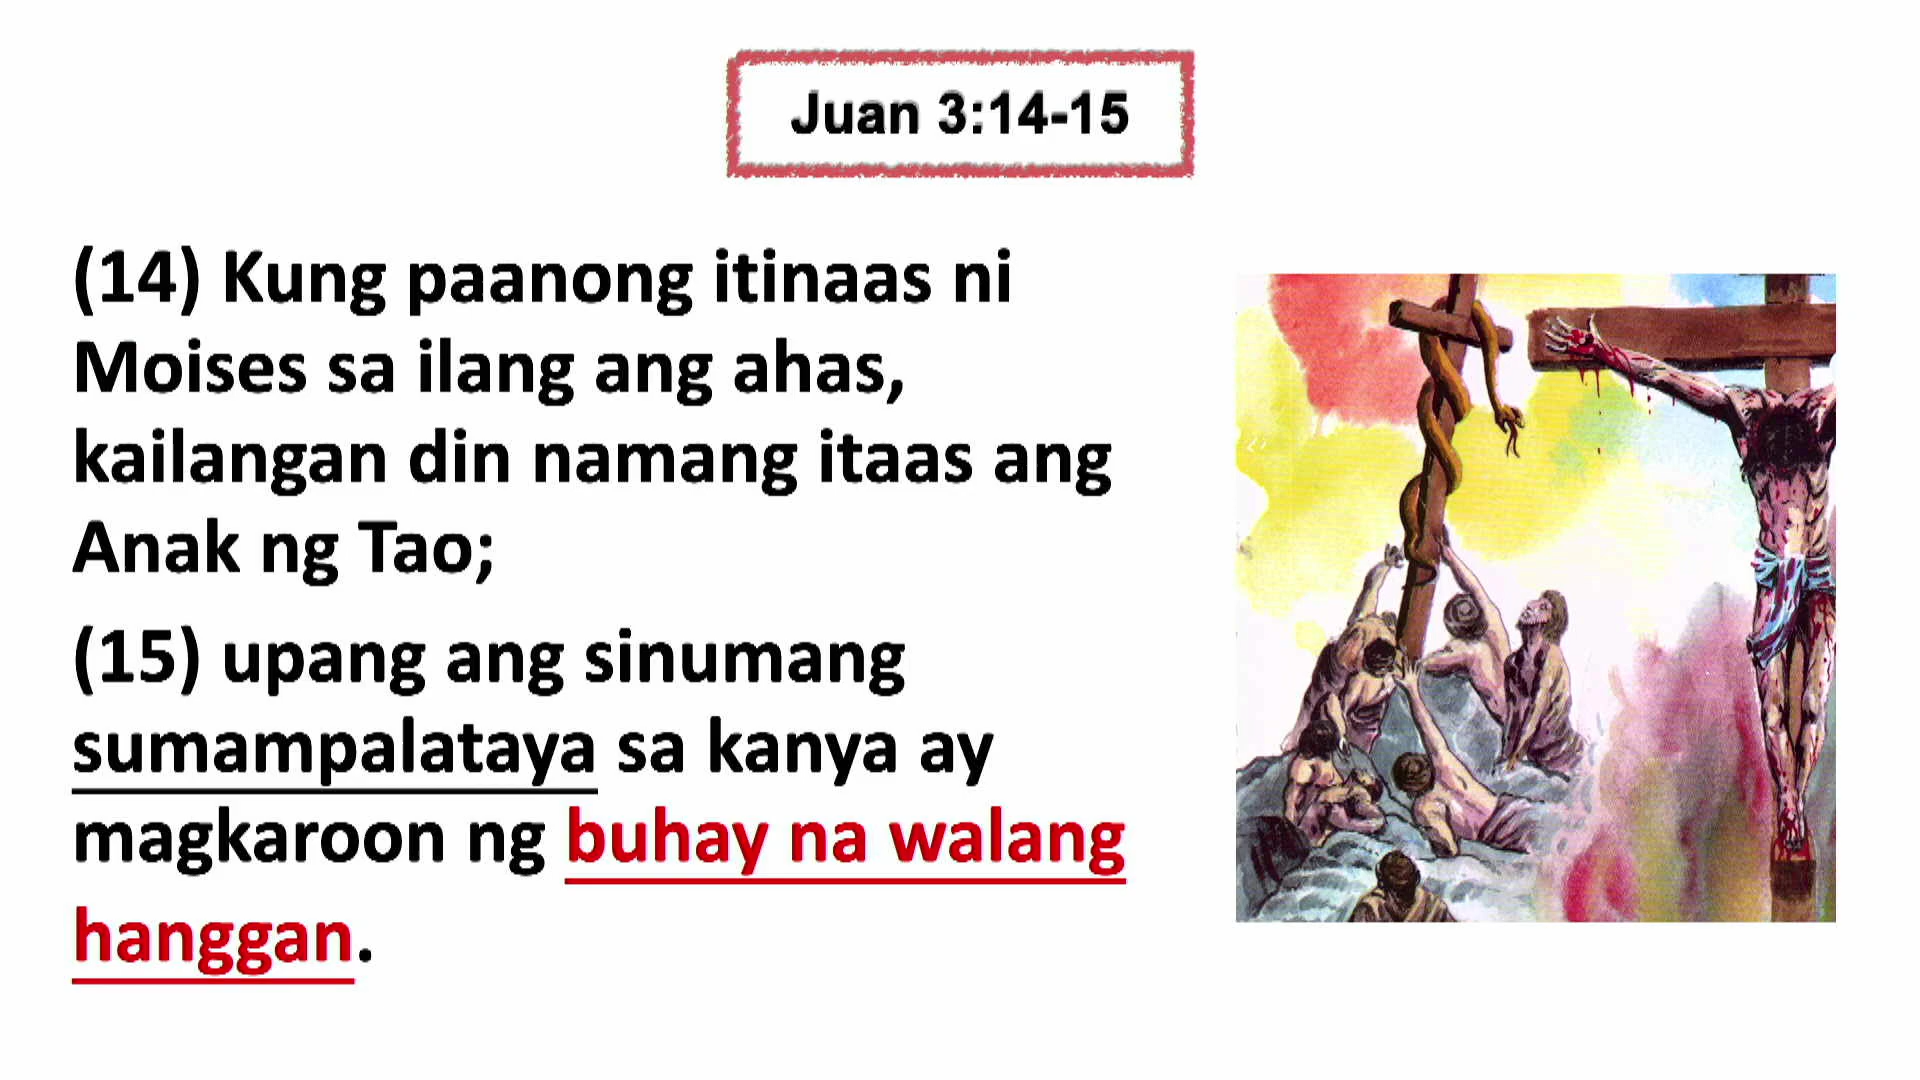 Juan 3:14-15
(14) Kung paanong itinaas ni
Moises sa ilang ang ahas,
kailangan din namang itaas ang
Anak ng Tao;
(15) upang ang sinumang
sumampalataya sa kanya ay
magkaroon ng buhay na walang
hanggan.